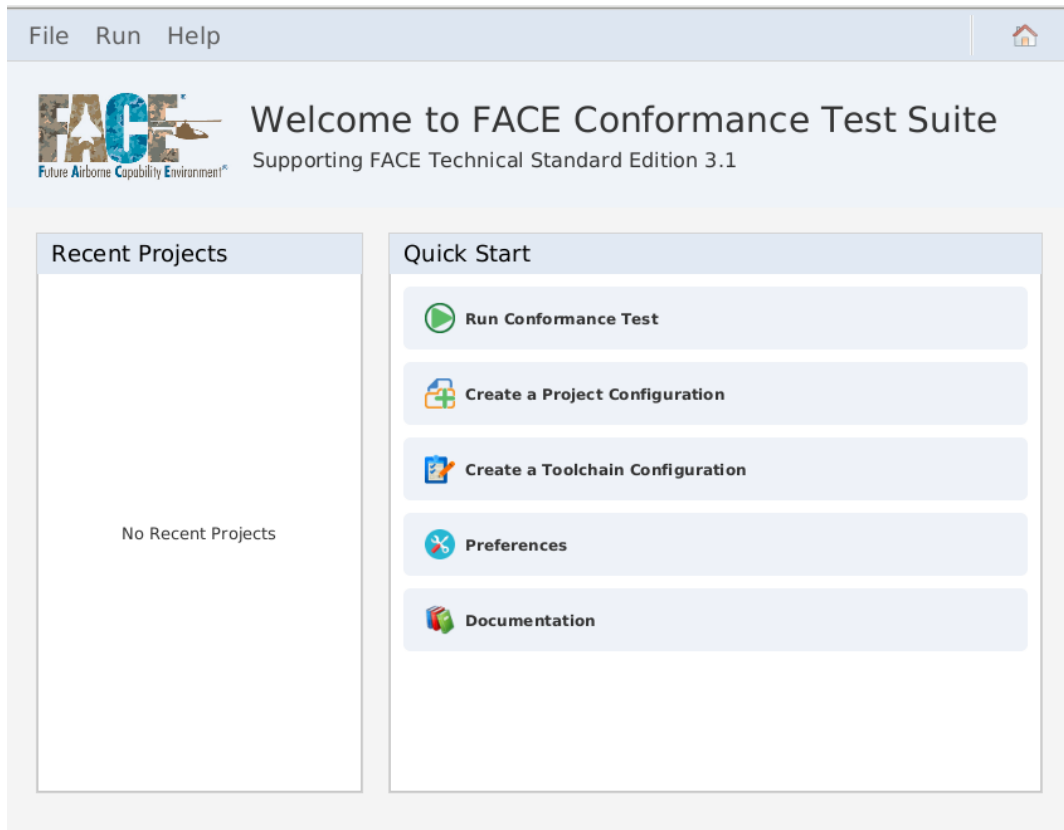 File Run Help
FACE
Future Airborne Capability Environment
Welcome to FACE Conformance Test Suite
Supporting FACE Technical Standard Edition 3.1
Recent Projects
No Recent Projects
Quick Start
Run Conformance Test
Create a Project Configuration
Create a Toolchain Configuration
Preferences
Documentation